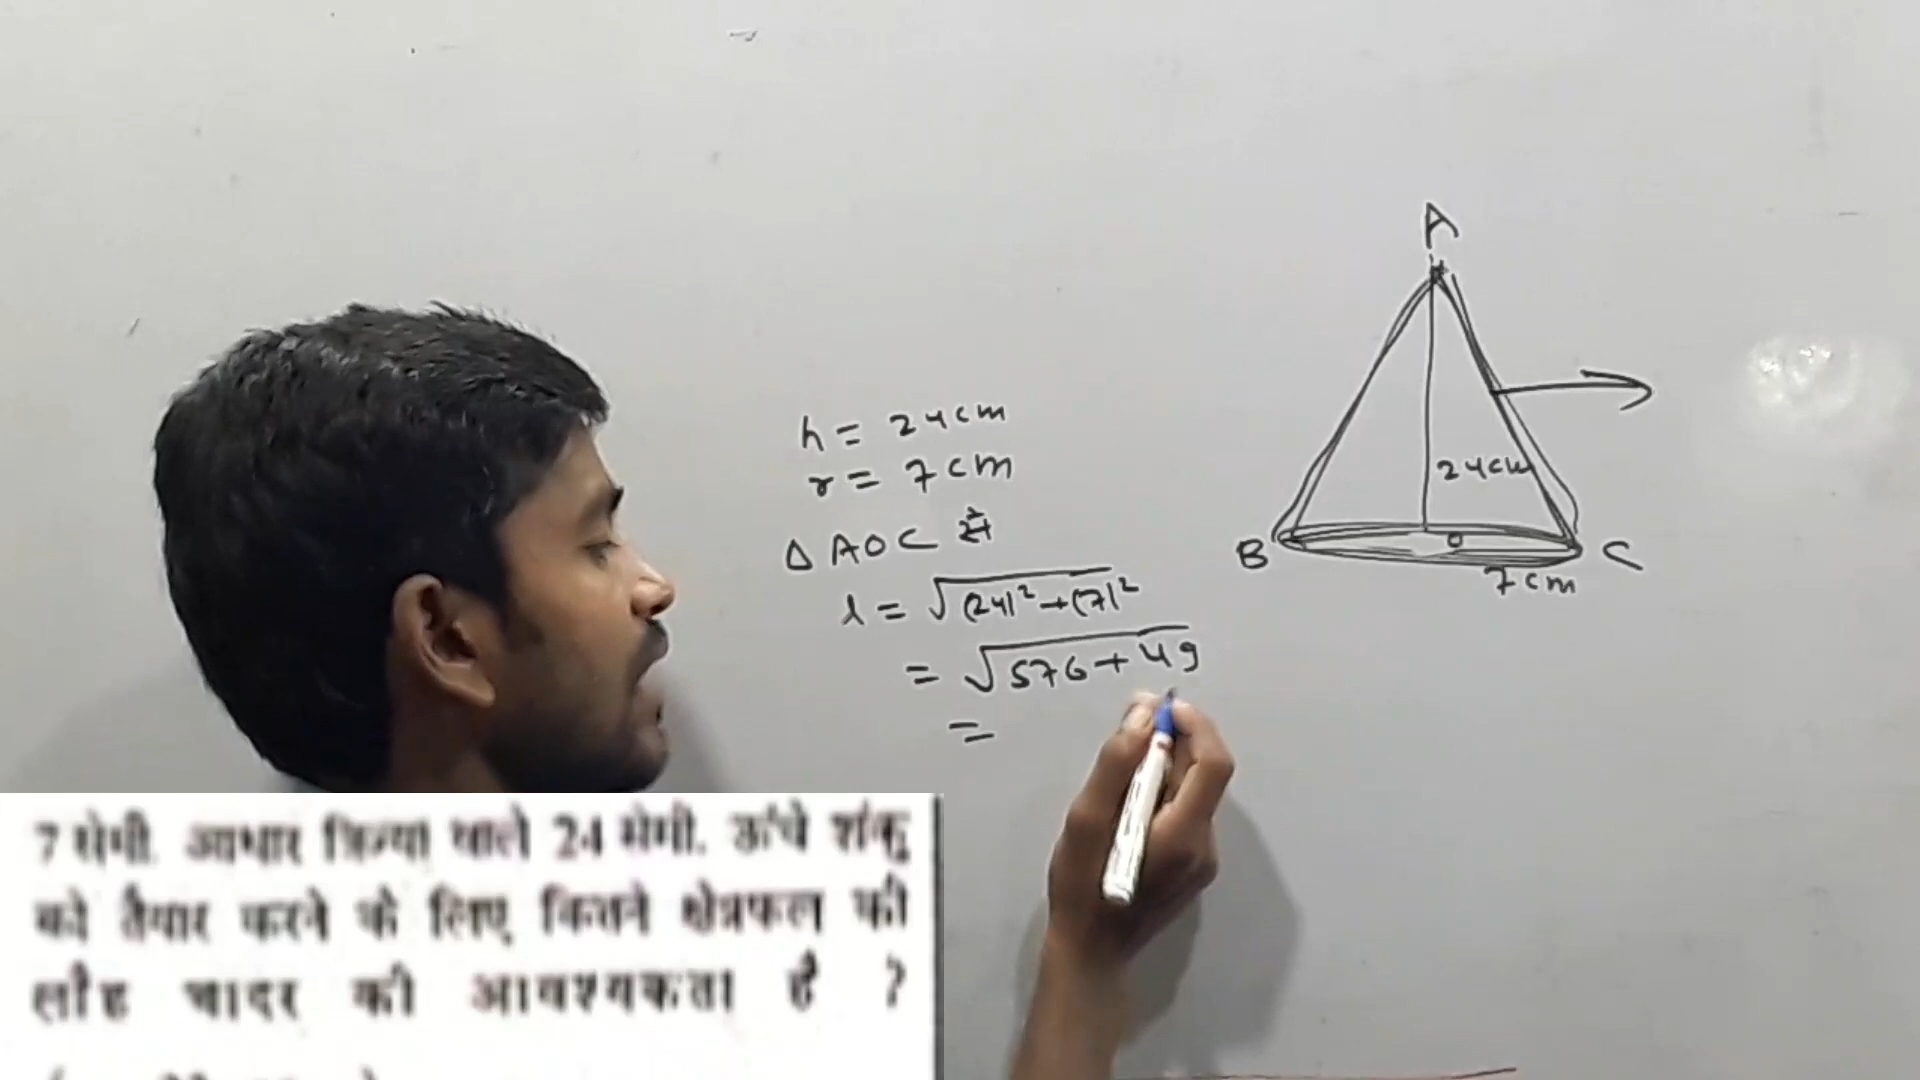 A
h = 24cm
r = 7cm
Δ AOC में
l = √(24)² + (7)²
= √576 + 49
=
24cm
B
O
C
7cm
7 सेमी. आधार त्रिज्या वाले 24 सेमी. ऊंचे शंकु
को तैयार करने के लिए कितने क्षेत्रफल की
लौह चादर की आवश्यकता है ?